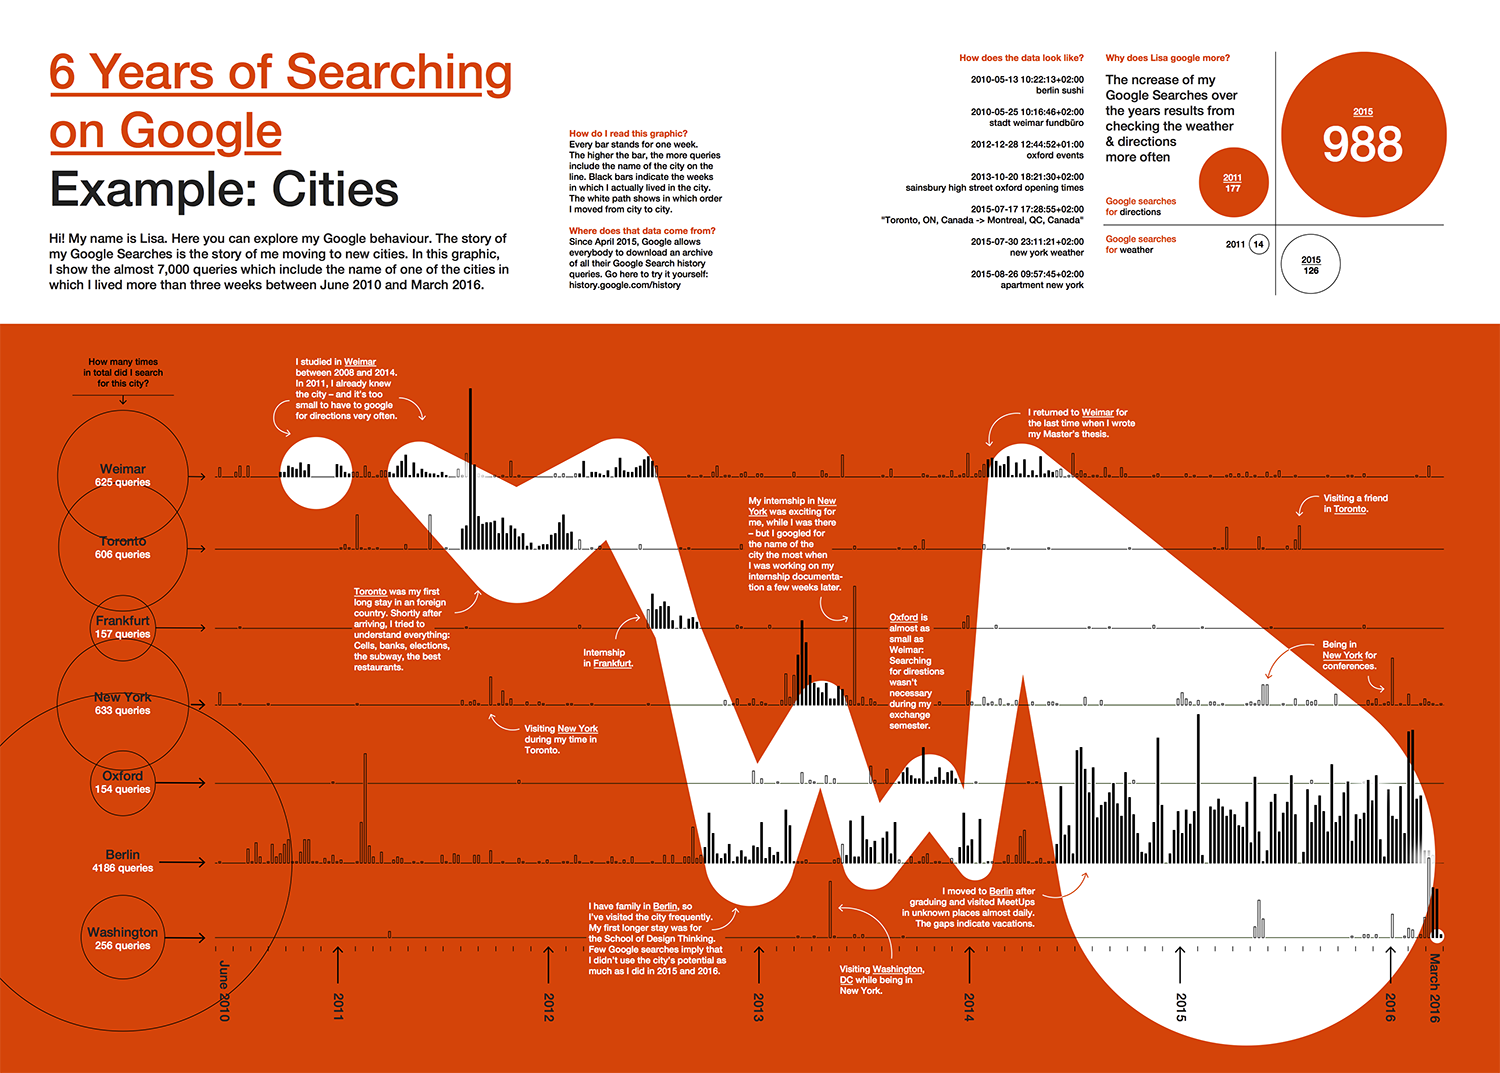 6 Years of Searching
on Google
Example: Cities
Hi! My name is Lisa. Here you can explore my Google behaviour. The story of
my Google Searches is the story of me moving to new cities. In this graphic,
I show the almost 7,000 queries which include the name of one of the cities in
which I lived more than three weeks between June 2010 and March 2016.
How do I read this graphic?
Every bar stands for one week.
The higher the bar, the more queries
include the name of the city on the
line. Black bars indicate the weeks
in which I actually lived in the city.
The white path shows in which order
I moved from city to city.
Where does that data come from?
Since April 2015, Google allows
everybody to download an archive
of all their Google Search history
queries. Go here to try it yourself:
history.google.com/history
How does the data look like?
2010-05-13 10:22:13+02:00
berlin sushi
2010-05-25 10:16:46+02:00
stadt weimar fundbüro
2012-12-28 12:44:52+01:00
oxford events
2013-10-20 18:21:30+02:00
sainsbury high street oxford opening times
2015-07-17 17:28:55+02:00
"Toronto, ON, Canada -> Montreal, QC, Canada"
2015-07-30 23:11:21+02:00
new york weather
2015-08-26 09:57:45+02:00
apartment new york
Why does Lisa google more?
The ncrease of my
Google Searches over
the years results from
checking the weather
& directions
more often
2011
177
2015
988
Google searches
for directions
Google searches
for weather
2011 14
2015
126
How many times
in total did I search
for this city?
Weimar
625 queries
Toronto
606 queries
Frankfurt
157 queries
New York
633 queries
Oxford
154 queries
Berlin
4186 queries
Washington
256 queries
I studied in Weimar
between 2008 and 2014.
In 2011, I already knew
the city – and it's too
small to have to google
for directions very often.
Toronto was my first
long stay in an foreign
country. Shortly after
arriving, I tried to
understand everything:
Cells, banks, elections,
the subway, the best
restaurants.
Visiting New York
during my time in
Toronto.
Internship
in Frankfurt.
I have family in Berlin, so
I've visited the city frequently.
My first longer stay was for
the School of Design Thinking.
Few Google searches imply that
I didn't use the city's potential as
much as I did in 2015 and 2016.
My internship in New
York was exciting for
me, while I was there
– but I googled for
the name of the
city the most when
I was working on my
internship documenta-
tion a few weeks later.
Visiting Washington,
DC while being in
New York.
Oxford is
almost as
small as
Weimar:
Searching
for directions
wasn't
necessary
during my
exchange
semester.
I returned to Weimar for
the last time when I wrote
my Master's thesis.
I moved to Berlin after
graduing and visited MeetUps
in unknown places almost daily.
The gaps indicate vacations.
Visiting a friend
in Toronto.
Being in
New York for
conferences.
June 2010
2011
2012
2013
2014
2015
2016
March 2016